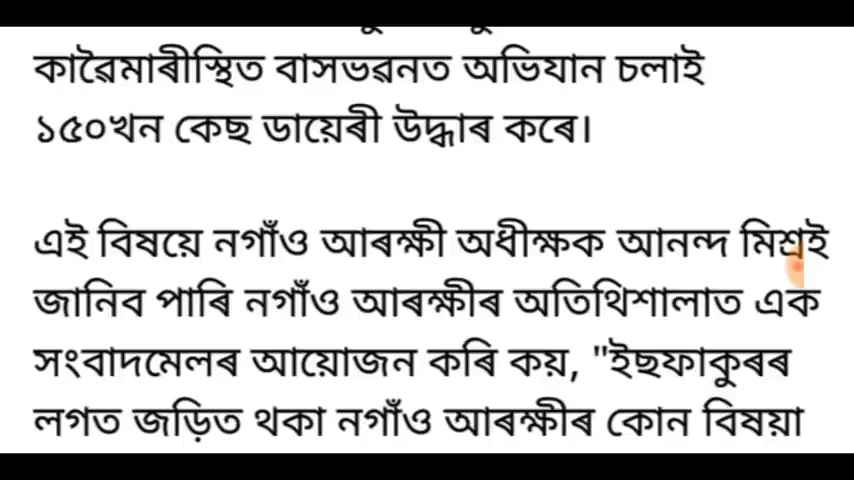 কাৱৈমাৰীস্থিত বাসভৱনত অভিযান চলাই
১৫০খন কেছ ডায়েৰী উদ্ধাৰ কৰে।
এই বিষয়ে নগাঁও আৰক্ষী অধীক্ষক আনন্দ মিশ্ৰই
জানিব পাৰি নগাঁও আৰক্ষীৰ অতিথিশালাত এক
সংবাদমেলৰ আয়োজন কৰি কয়, "ইছফাকুৰৰ
লগত জড়িত থকা নগাঁও আৰক্ষীৰ কোন বিষয়া